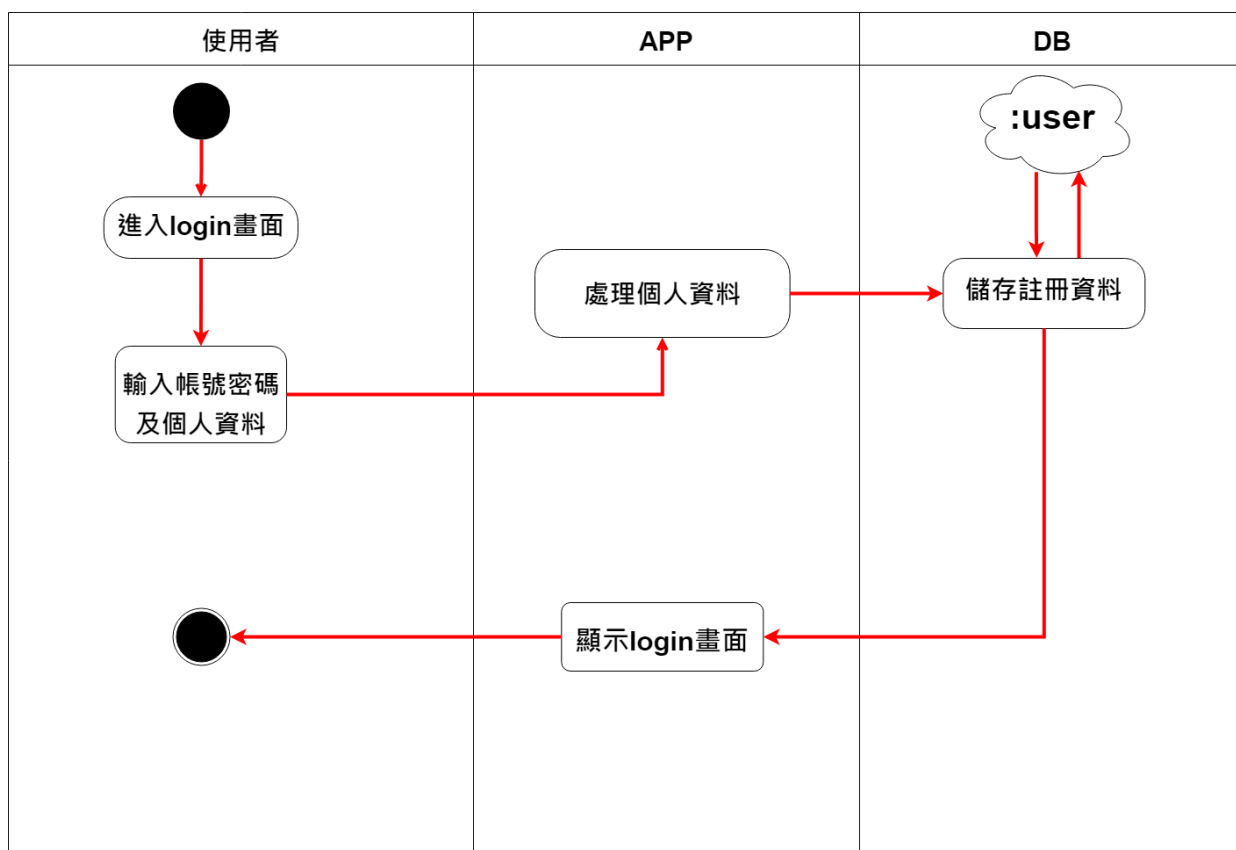 使用者
APP
DB
:user
進入login畫面
處理個人資料
儲存註冊資料
輸入帳號密碼
及個人資料
顯示login畫面